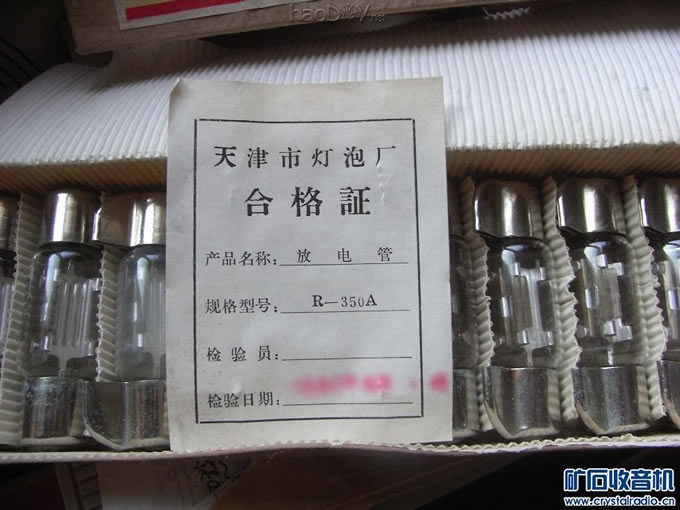 haoDIY
天津市灯泡厂
合格証
产品名称: 放电管
规格型号: R—350A
检验员:
检验日期:
矿石收音机
www.crystalradio.cn